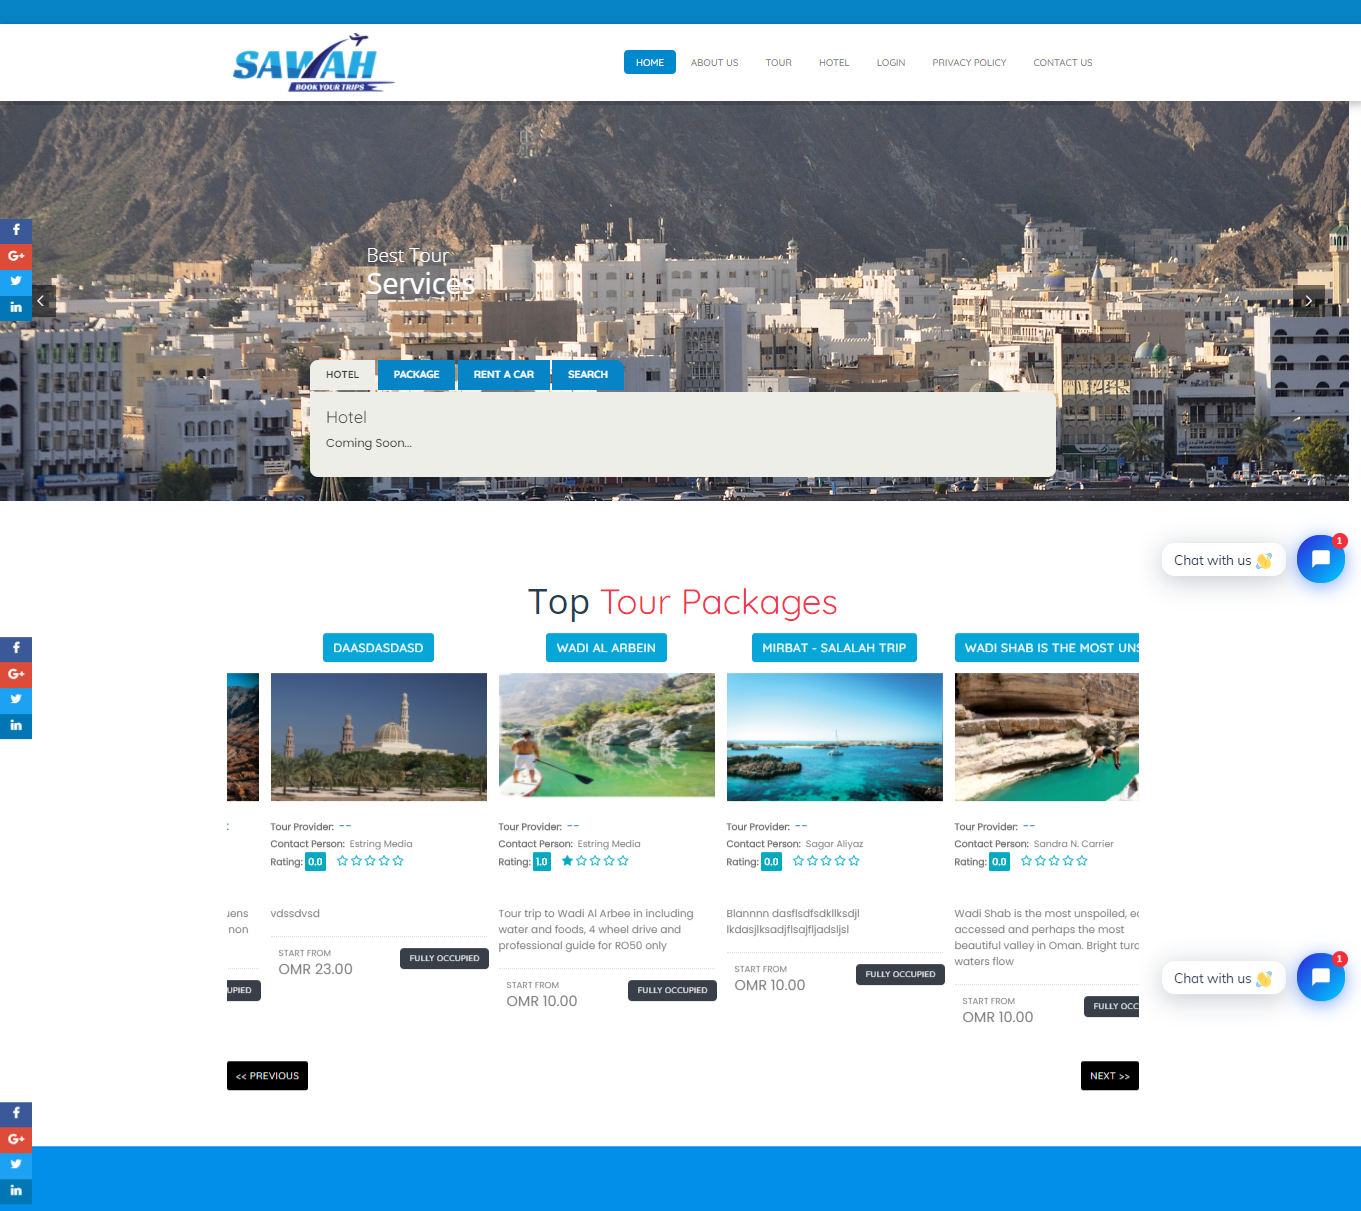 SAWAH
BOOK YOUR TRIPS
HOME
ABOUT US
TOUR
HOTEL
LOGIN
PRIVACY POLICY
CONTACT US
Best Tour
Services
HOTEL
PACKAGE
RENT A CAR
SEARCH
Hotel
Coming Soon...
Chat with us
1
Top Tour Packages
DAASDASDASD
WADI AL ARBEIN
MIRBAT - SALALAH TRIP
WADI SHAB IS THE MOST UNS
Tour Provider: --
Contact Person: Estring Media
Rating: 0.0
vdssdvsd
START FROM
OMR 23.00
FULLY OCCUPIED
Tour Provider: --
Contact Person: Estring Media
Rating: 1.0
Tour trip to Wadi Al Arbee in including
water and foods, 4 wheel drive and
professional guide for RO50 only
START FROM
OMR 10.00
FULLY OCCUPIED
Tour Provider: --
Contact Person: Sagar Aliyaz
Rating: 0.0
Blannnn dasflsdfsdkllksdjl
lkdasjlksadjflsajfljadsljsl
START FROM
OMR 10.00
FULLY OCCUPIED
Tour Provider: --
Contact Person: Sandra N. Carrier
Rating: 0.0
Wadi Shab is the most unspoiled,
accessed and perhaps the most
beautiful valley in Oman. Bright
waters flow
START FROM
OMR 10.00
FULLY OCC
Chat with us
1
<< PREVIOUS
NEXT >>